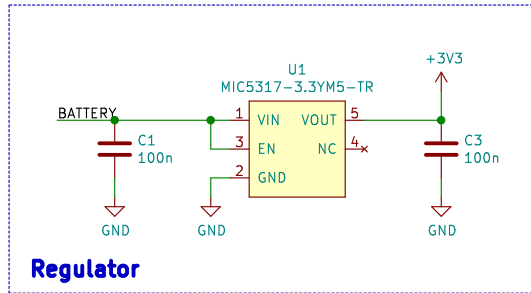 +3V3
U1
MIC5317-3.3YM5-TR
BATTERY
1 VIN VOUT 5
C1
100n
3 EN NC 4
C3
100n
2 GND
GND
GND
GND
Regulator